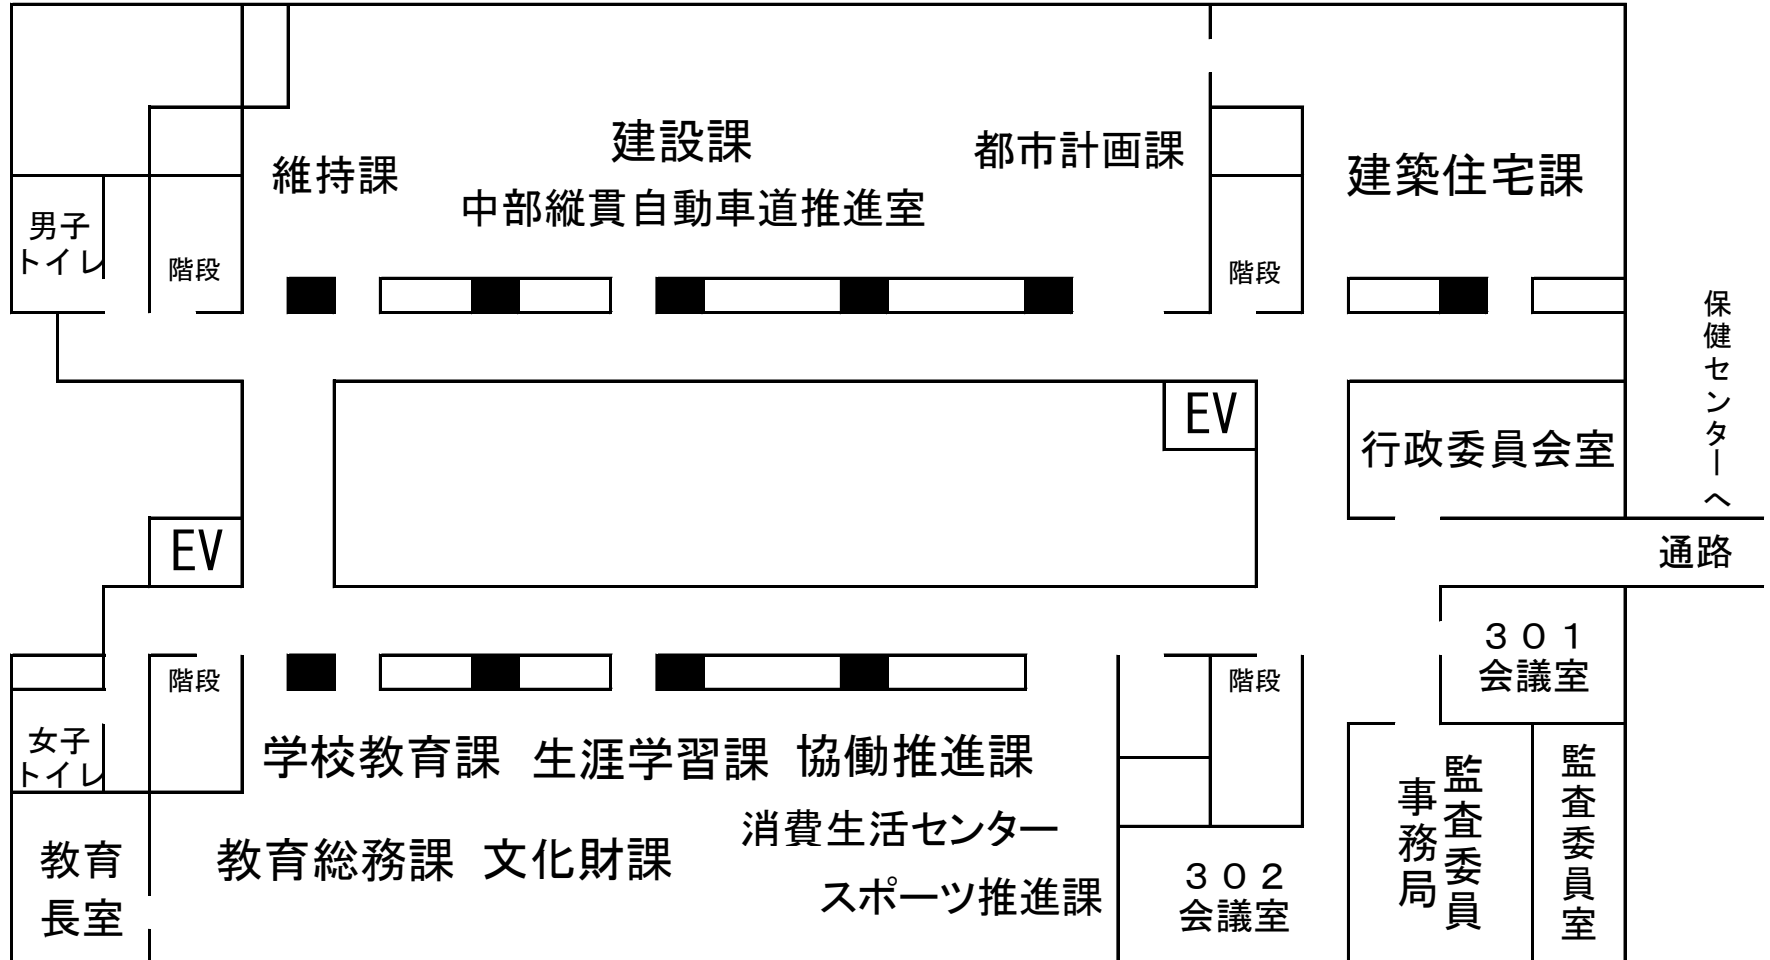 建設課
都市計画課
維持課
建築住宅課
中部縦貫自動車道推進室
男子
トイレ
階段
階段
保健センターへ
EV
行政委員会室
EV
通路
301
会議室
階段
階段
女子
トイレ
学校教育課
生涯学習課
協働推進課
消費生活センター
教育総務課
文化財課
スポーツ推進課
教育
長室
302
会議室
監査委員
事務局
監査委員室